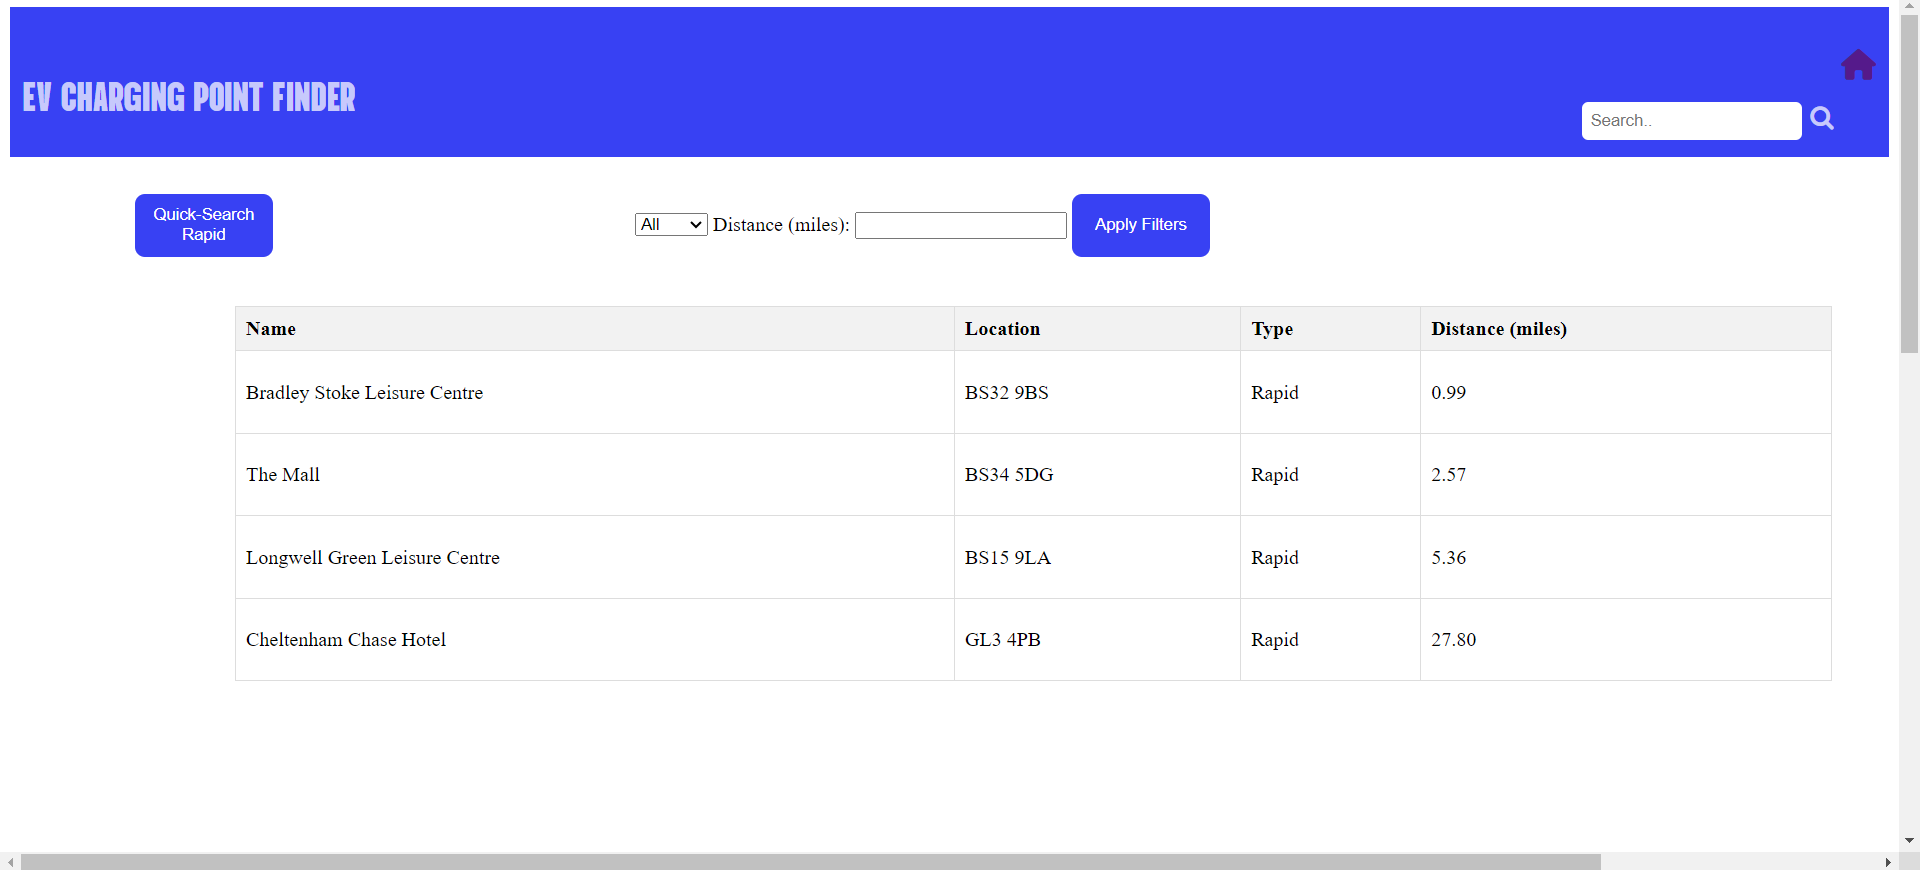 EV CHARGING POINT FINDER
Search..
Quick-Search
Rapid
All Distance (miles): Apply Filters
Name Location Type Distance (miles)
Bradley Stoke Leisure Centre BS32 9BS Rapid 0.99
The Mall BS34 5DG Rapid 2.57
Longwell Green Leisure Centre BS15 9LA Rapid 5.36
Cheltenham Chase Hotel GL3 4PB Rapid 27.80